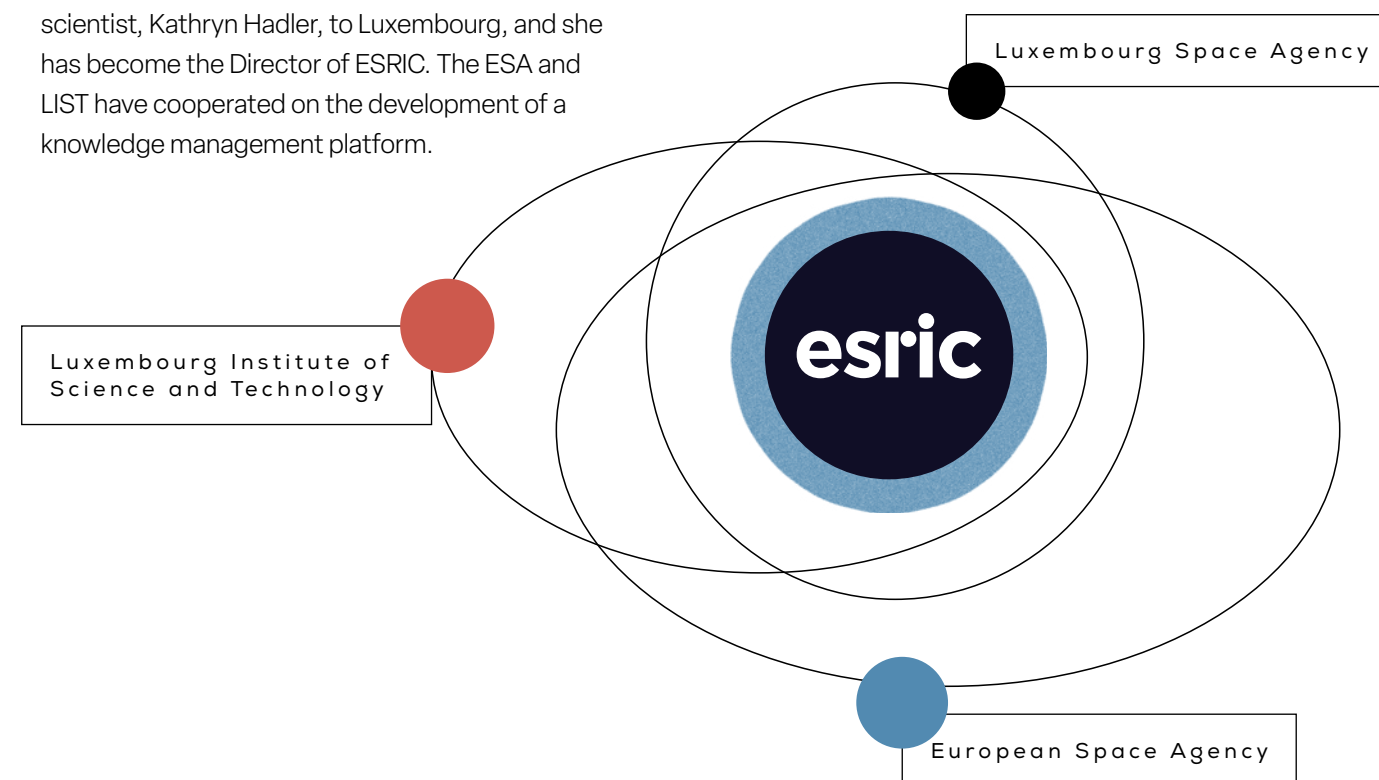 scientist, Kathryn Hadler, to Luxembourg, and she
has become the Director of ESRIC. The ESA and
LIST have cooperated on the development of a
knowledge management platform.
Luxembourg Space Agency
esric
Luxembourg Institute of
Science and Technology
European Space Agency